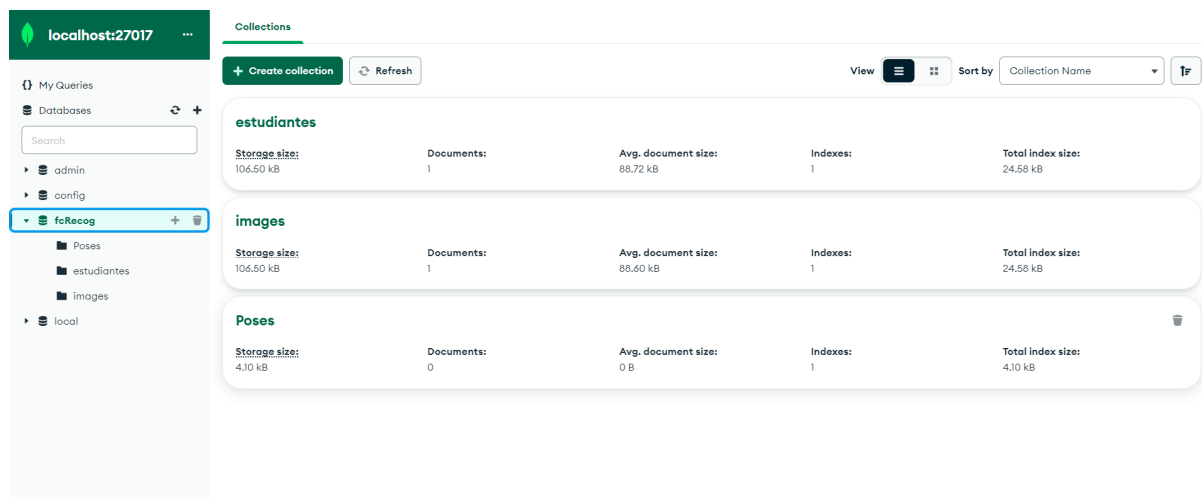 localhost:27017 ...
{} My Queries
Databases
Search
admin
config
fcRecog
Poses
estudiantes
images
local
Collections
+ Create collection Refresh View Sort by Collection Name
estudiantes
Storage size: Documents: Avg. document size: Indexes: Total index size:
106.50 kB 1 88.72 kB 1 24.58 kB
images
Storage size: Documents: Avg. document size: Indexes: Total index size:
106.50 kB 1 88.60 kB 1 24.58 kB
Poses
Storage size: Documents: Avg. document size: Indexes: Total index size:
4.10 kB 0 0 B 1 4.10 kB